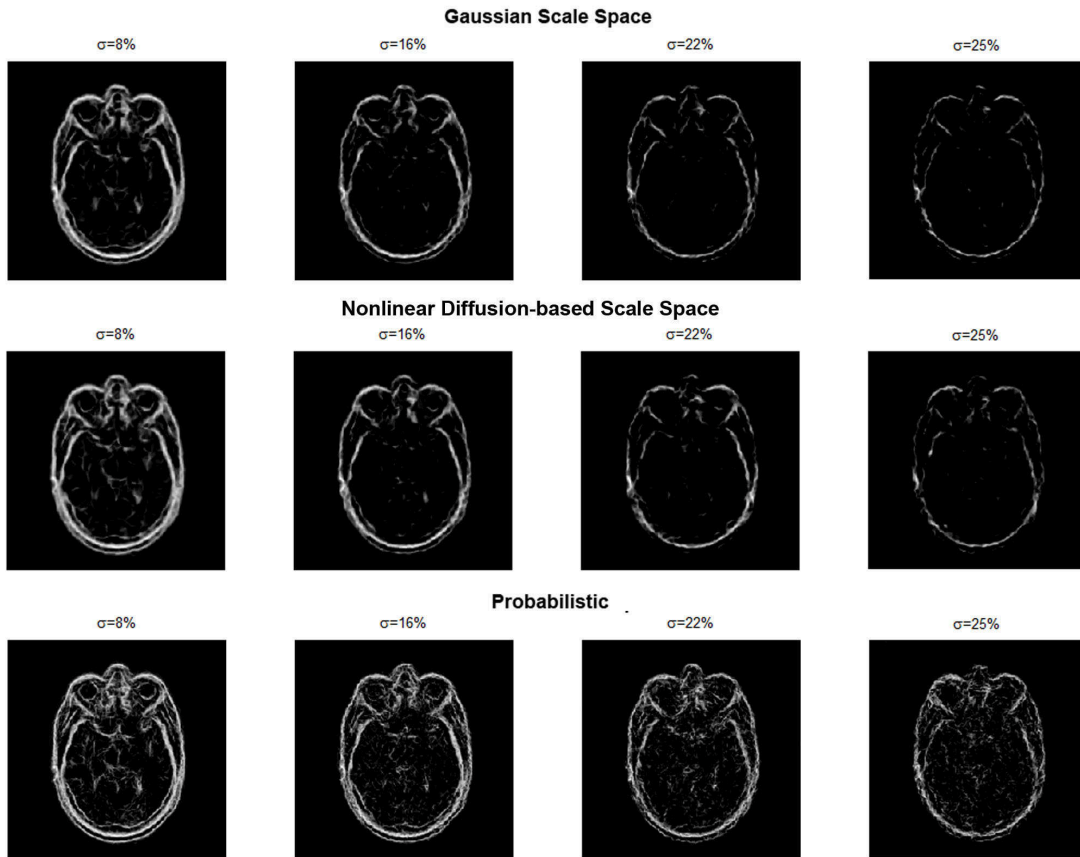 Gaussian Scale Space
σ=8% σ=16% σ=22% σ=25%
Nonlinear Diffusion-based Scale Space
σ=8% σ=16% σ=22% σ=25%
Probabilistic
σ=8% σ=16% σ=22% σ=25%